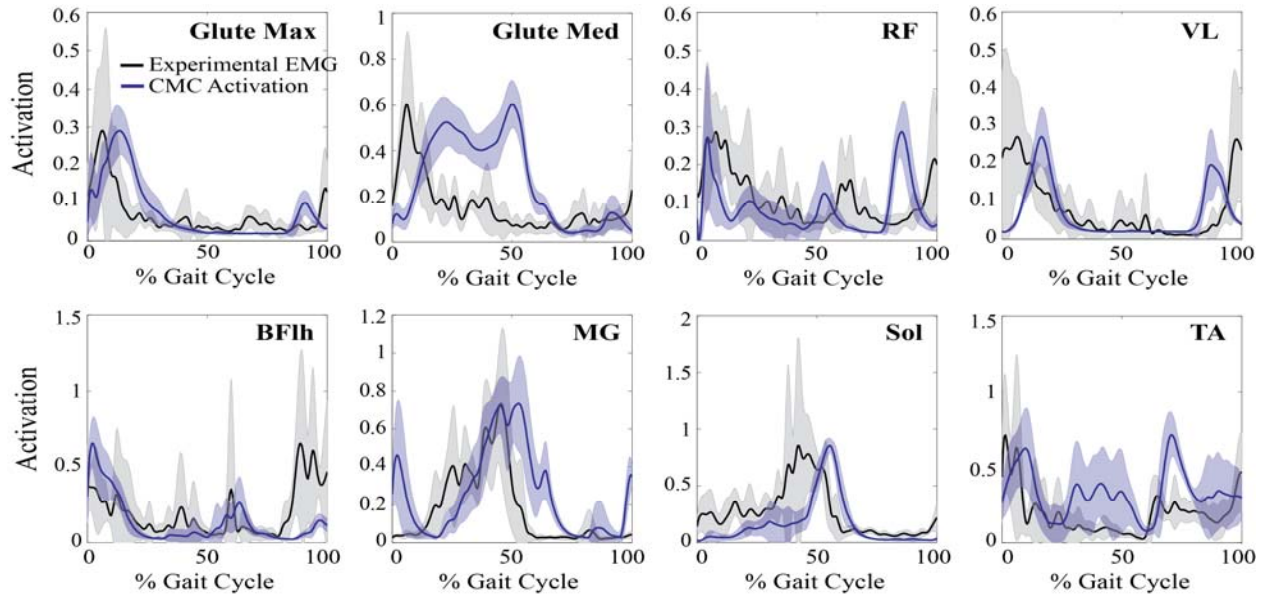 Glute Max
Glute Med
RF
VL
Experimental EMG
CMC Activation
Activation
0.6
0.5
0.4
0.3
0.2
0.1
0
0 50 100
% Gait Cycle
1
0.8
0.6
0.4
0.2
0
0 50 100
% Gait Cycle
0.6
0.5
0.4
0.3
0.2
0.1
0
0 50 100
% Gait Cycle
0.6
0.5
0.4
0.3
0.2
0.1
0
0 50 100
% Gait Cycle
BFlh
MG
Sol
TA
Activation
1.5
1
0.5
0
0 50 100
% Gait Cycle
1.2
1
0.8
0.6
0.4
0.2
0
0 50 100
% Gait Cycle
2
1.5
1
0.5
0
0 50 100
% Gait Cycle
1.5
1
0.5
0
0 50 100
% Gait Cycle